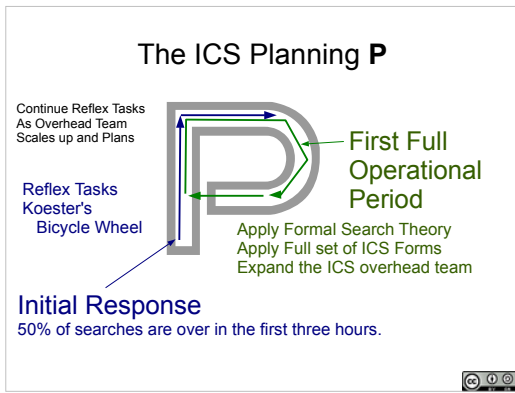 The ICS Planning P
Continue Reflex Tasks
As Overhead Team
Scales up and Plans
First Full
Operational
Period
Reflex Tasks
Koester's
Bicycle Wheel
Apply Formal Search Theory
Apply Full set of ICS Forms
Expand the ICS overhead team
Initial Response
50% of searches are over in the first three hours.
cc